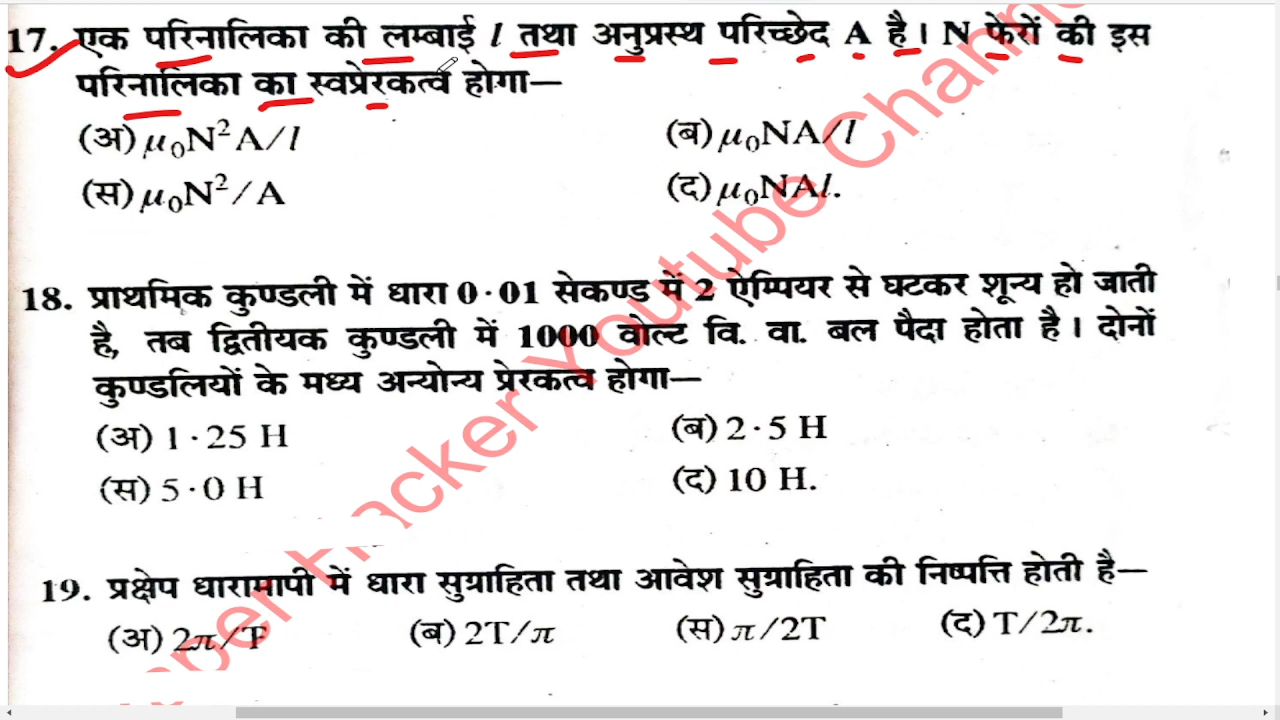 17. एक परिनालिका की लम्बाई l तथा अनुप्रस्थ परिच्छेद A है। N फेरों की इस
परिनालिका का स्वप्रेरकत्व होगा—
(अ) μ₀N²A/l (ब) μ₀NA/l
(स) μ₀N²/A (द) μ₀NAl.
18. प्राथमिक कुण्डली में धारा 0·01 सेकण्ड में 2 ऐम्पियर से घटकर शून्य हो जाती
है, तब द्वितीयक कुण्डली में 1000 वोल्ट वि. वा. बल पैदा होता है। दोनों
कुण्डलियों के मध्य अन्योन्य प्रेरकत्व होगा—
(अ) 1·25 H (ब) 2·5 H
(स) 5·0 H (द) 10 H.
19. प्रक्षेप धारामापी में धारा सुग्राहिता तथा आवेश सुग्राहिता की निष्पत्ति होती है—
(अ) 2π/T (ब) 2T/π (स) π/2T (द) T/2π.
Youtube